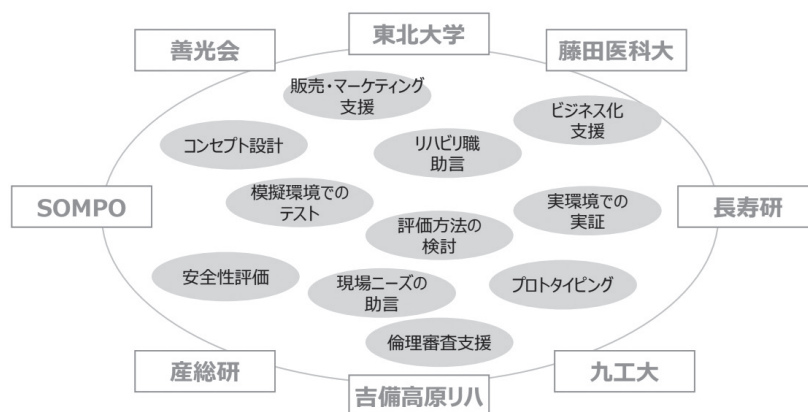 東北大学
善光会
藤田医科大
販売・マーケティング
支援
ビジネス化
支援
コンセプト設計
リハビリ職
助言
模擬環境での
テスト
実環境での
実証
SOMPO
長寿研
評価方法の
検討
安全性評価
現場ニーズの
助言
プロトタイピング
倫理審査支援
産総研
九工大
吉備高原リハ